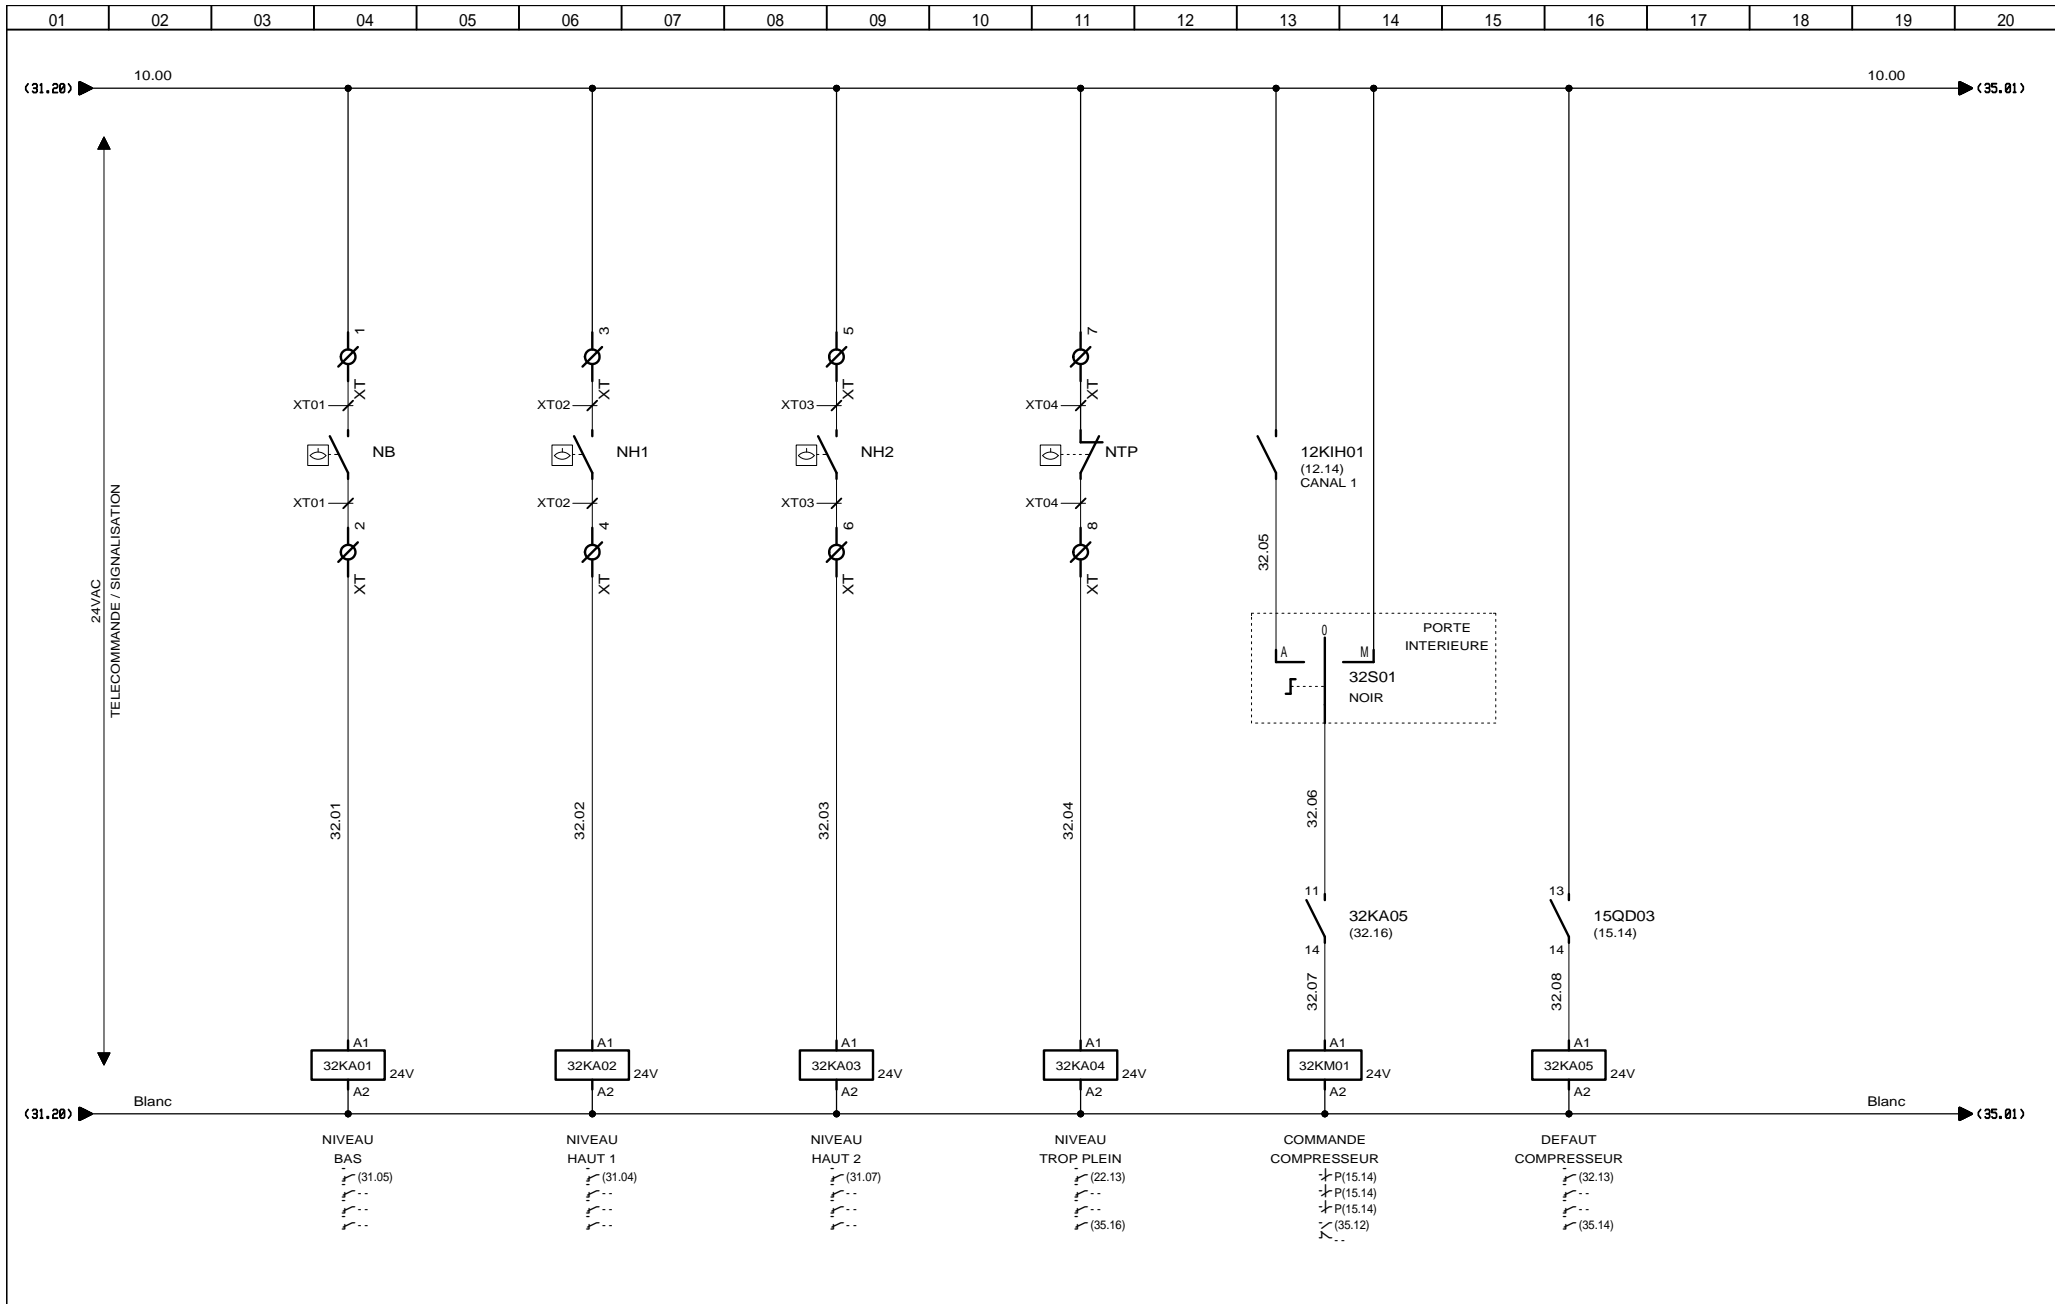 01 02 03 04 05 06 07 08 09 10 11 12 13 14 15 16 17 18 19 20
10.00 10.00
(31.20) (35.01)
24VAC
TELECOMMANDE / SIGNALISATION
1 3 5 7
XT XT XT XT
XT01 XT02 XT03 XT04
NB NH1 NH2 NTP 12KIH01
(12.14)
CANAL 1
XT01 XT02 XT03 XT04
2 4 6 8
XT XT XT XT
32.05
0 PORTE
INTERIEURE
A M
32S01
NOIR
32.01 32.02 32.03 32.04 32.06
11 13
32KA05 15QD03
(32.16) (15.14)
14 14
32.07 32.08
A1 A1 A1 A1 A1 A1
32KA01 32KA02 32KA03 32KA04 32KM01 32KA05
24V 24V 24V 24V 24V 24V
A2 A2 A2 A2 A2 A2
Blanc Blanc
(31.20) (35.01)
NIVEAU NIVEAU NIVEAU NIVEAU COMMANDE DEFAUT
BAS HAUT 1 HAUT 2 TROP PLEIN COMPRESSEUR COMPRESSEUR
(31.05) (31.04) (31.07) (22.13) P(15.14) (32.13)
-- -- -- -- P(15.14) --
-- -- -- -- P(15.14) --
-- -- -- (35.16) (35.12) (35.14)
--